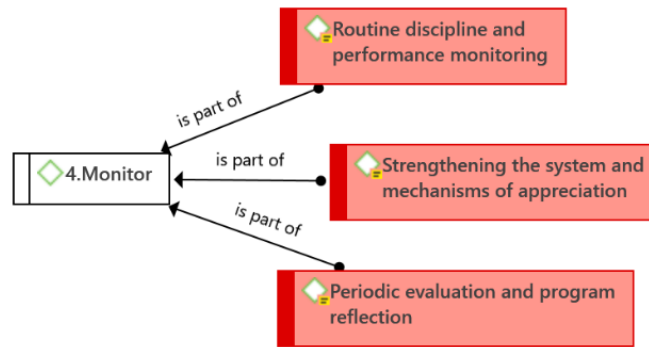 Routine discipline and
performance monitoring
is part of
4.Monitor
is part of
Strengthening the system and
mechanisms of appreciation
is part of
Periodic evaluation and program
reflection